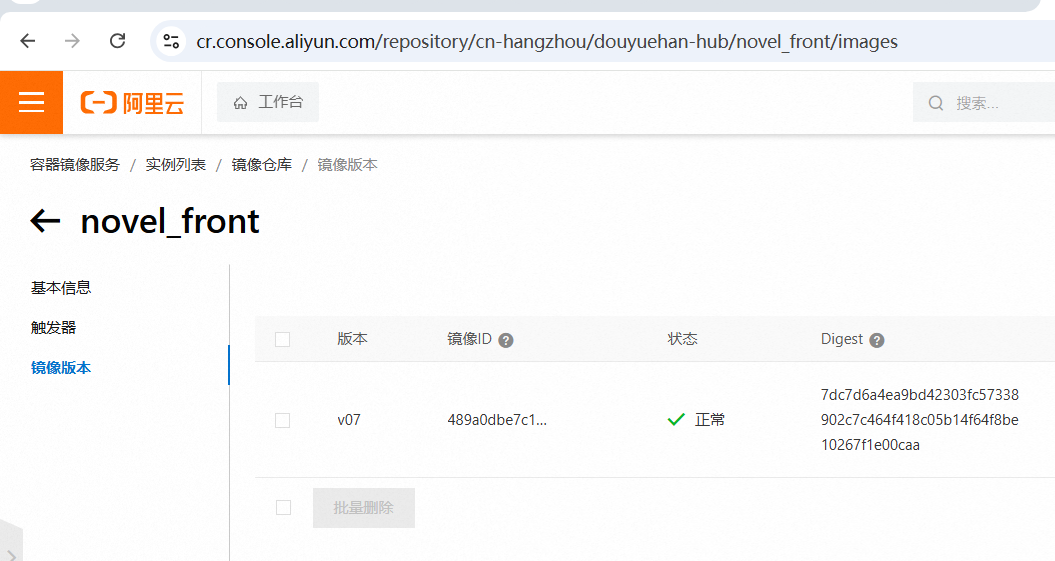 cr.console.aliyun.com/repository/cn-hangzhou/douyuehan-hub/novel_front/images
阿里云
工作台
搜索...
容器镜像服务 / 实例列表 / 镜像仓库 / 镜像版本
novel_front
基本信息
触发器
镜像版本
版本 镜像ID ? 状态 Digest ?
v07 489a0dbe7c1... 正常
7dc7d6a4ea9bd42303fc57338
902c7c464f418c05b14f64f8be
10267f1e00caa
批量删除